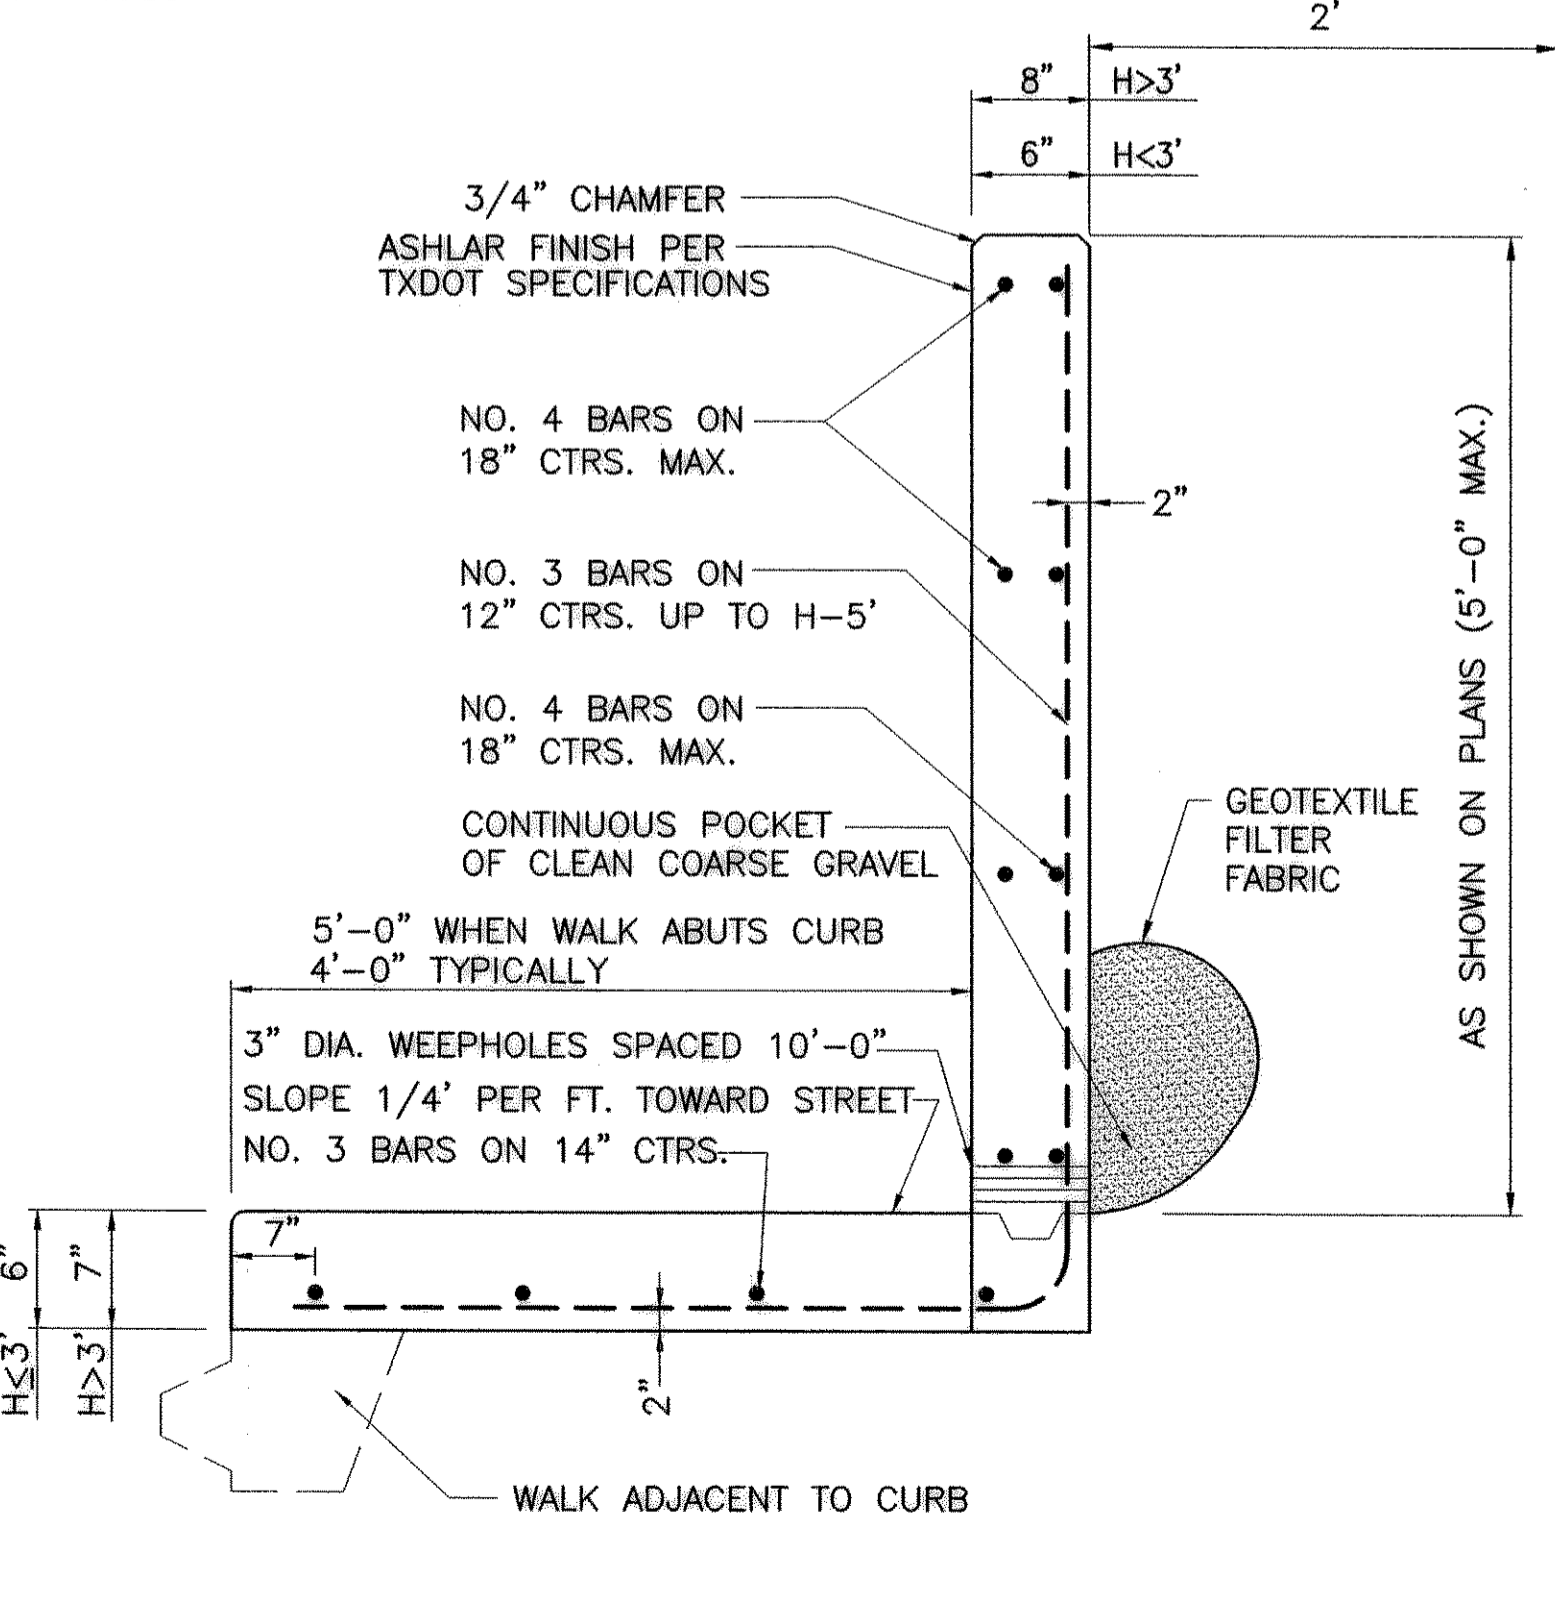 2'
8" H>3'
6" H<3'
3/4" CHAMFER
ASHLAR FINISH PER
TXDOT SPECIFICATIONS
NO. 4 BARS ON
18" CTRS. MAX.
2"
NO. 3 BARS ON
12" CTRS. UP TO H-5'
NO. 4 BARS ON
18" CTRS. MAX.
AS SHOWN ON PLANS (5'-0" MAX.)
CONTINUOUS POCKET
OF CLEAN COARSE GRAVEL
GEOTEXTILE
FILTER
FABRIC
5'-0" WHEN WALK ABUTS CURB
4'-0" TYPICALLY
3" DIA. WEEPHOLES SPACED 10'-0"
SLOPE 1/4' PER FT. TOWARD STREET
NO. 3 BARS ON 14" CTRS.
7"
H≤3' 6"
H>3' 7"
2"
WALK ADJACENT TO CURB